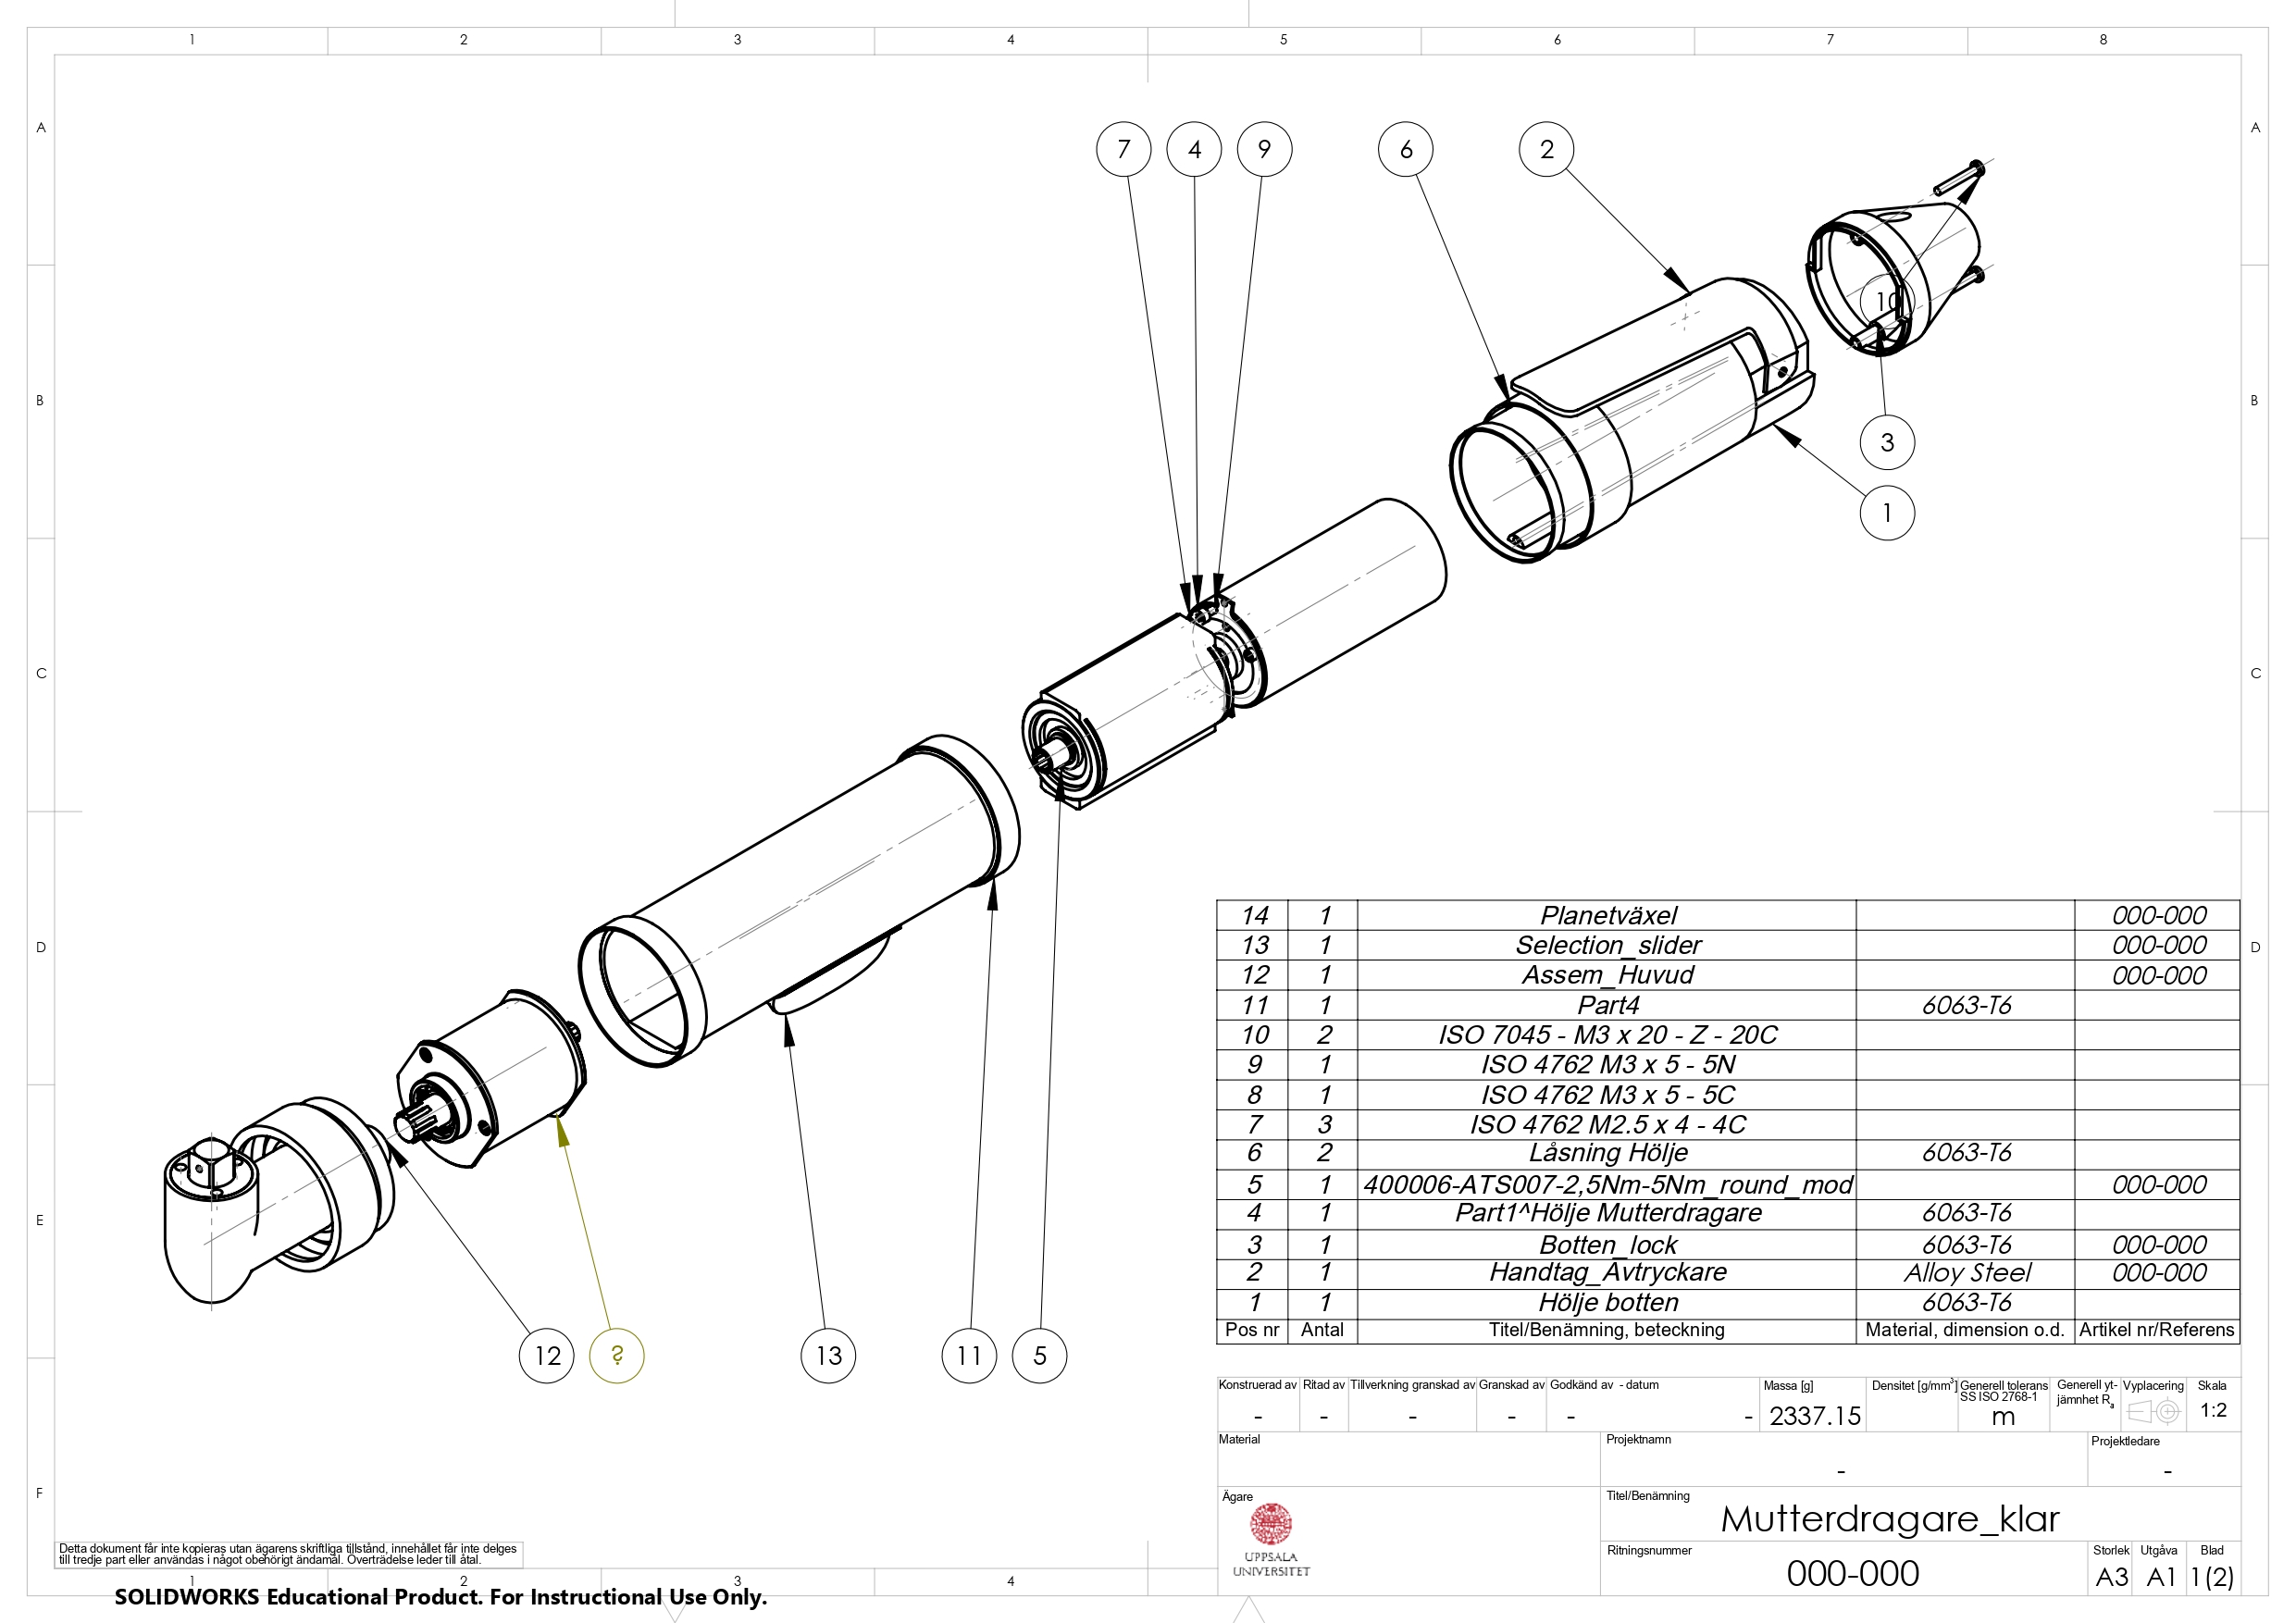 1 2 3 4 5 6 7 8
A A
7 4 9 6 2
10
B B
3
1
C C
D D
14 1 Planetväxel 000-000
13 1 Selection_slider 000-000
12 1 Assem_Huvud 000-000
11 1 Part4 6063-T6
10 2 ISO 7045 - M3 x 20 - Z - 20C
9 1 ISO 4762 M3 x 5 - 5N
8 1 ISO 4762 M3 x 5 - 5C
7 3 ISO 4762 M2.5 x 4 - 4C
6 2 Låsning Hölje 6063-T6
5 1 400006-ATS007-2,5Nm-5Nm_round_mod 000-000
4 1 Part1^Hölje Mutterdragare 6063-T6
3 1 Botten_lock 6063-T6 000-000
2 1 Handtag_Avtryckare Alloy Steel 000-000
1 1 Hölje botten 6063-T6
Pos nr Antal Titel/Benämning, beteckning Material, dimension o.d. Artikel nr/Referens
E
12 ? 13 11 5
Konstruerad av Ritad av Tillverkning granskad av Granskad av Godkänd av - datum Massa [g] Densitet [g/mm³] Generell tolerans SS ISO 2768-1 Generell yt-jämnhet Ra Vyplacering Skala
- - - - - - 2337.15 m 1:2
Material Projektnamn Projektledare
- -
F
Ägare Titel/Benämning
Mutterdragare_klar
UPPSALA
UNIVERSITET
Ritningsnummer Storlek Utgåva Blad
000-000 A3 A1 1(2)
Detta dokument får inte kopieras utan ägarens skriftliga tillstånd, innehållet får inte delges
till tredje part eller användas i något obehörigt ändamål. Överträdelse leder till åtal.
1 2 3 4
SOLIDWORKS Educational Product. For Instructional Use Only.